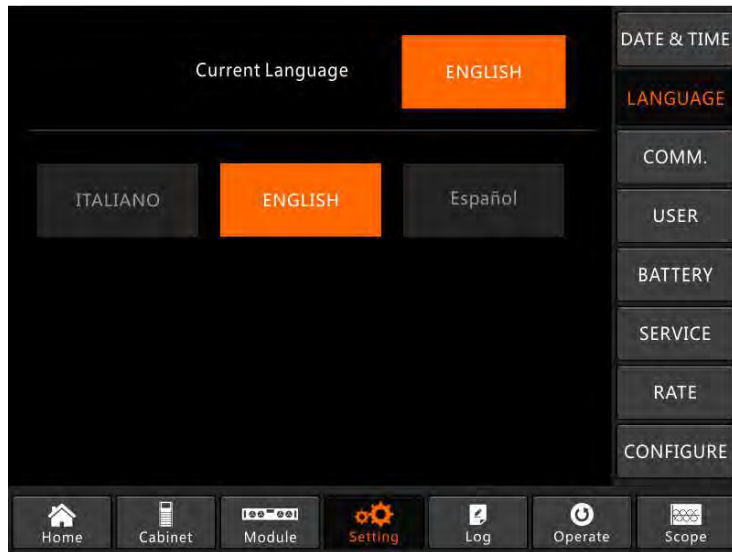 Current Language
ENGLISH
ITALIANO
ENGLISH
Español
DATE & TIME
LANGUAGE
COMM.
USER
BATTERY
SERVICE
RATE
CONFIGURE
Home
Cabinet
Module
Setting
Log
Operate
Scope